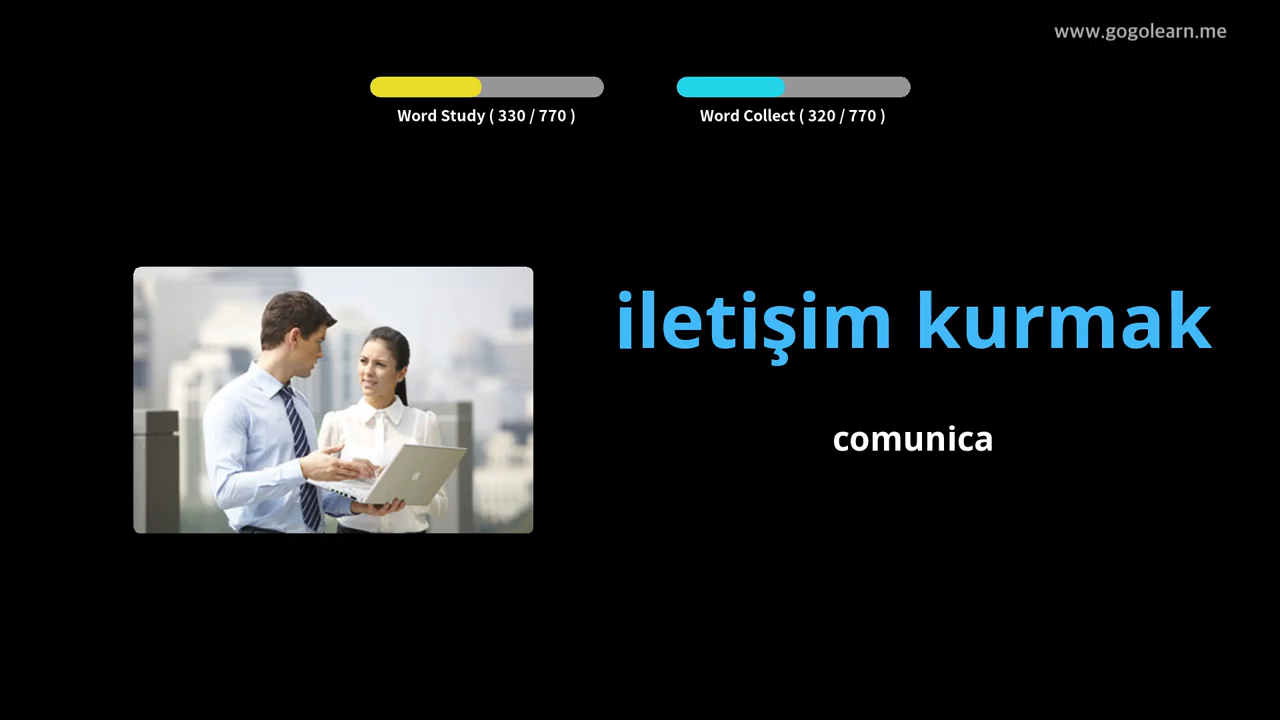 www.gogolearn.me
Word Study ( 330 / 770 )
Word Collect ( 320 / 770 )
iletişim kurmak
comunica